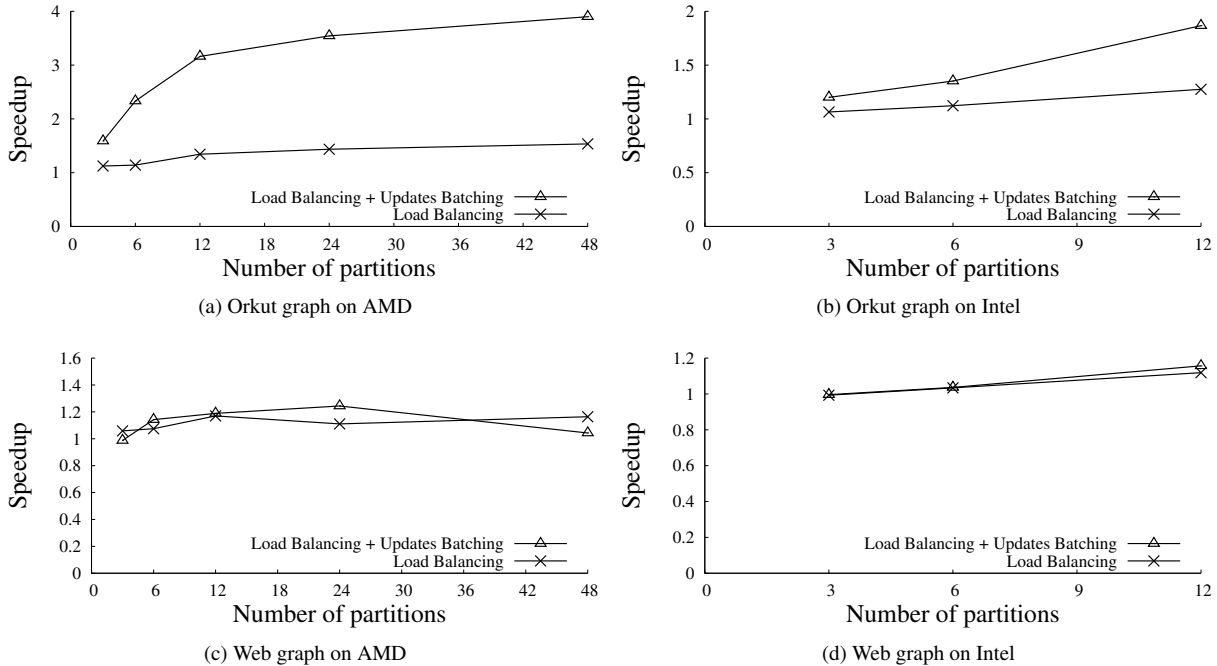 4
3
2
1
0
Speedup
Load Balancing + Updates Batching
Load Balancing
0 6 12 18 24 30 36 42 48
Number of partitions
(a) Orkut graph on AMD
2
1.5
1
0.5
0
Speedup
Load Balancing + Updates Batching
Load Balancing
0 3 6 9 12
Number of partitions
(b) Orkut graph on Intel
1.6
1.4
1.2
1
0.8
0.6
0.4
0.2
0
Speedup
Load Balancing + Updates Batching
Load Balancing
0 6 12 18 24 30 36 42 48
Number of partitions
(c) Web graph on AMD
1.2
1
0.8
0.6
0.4
0.2
0
Speedup
Load Balancing + Updates Batching
Load Balancing
0 3 6 9 12
Number of partitions
(d) Web graph on Intel